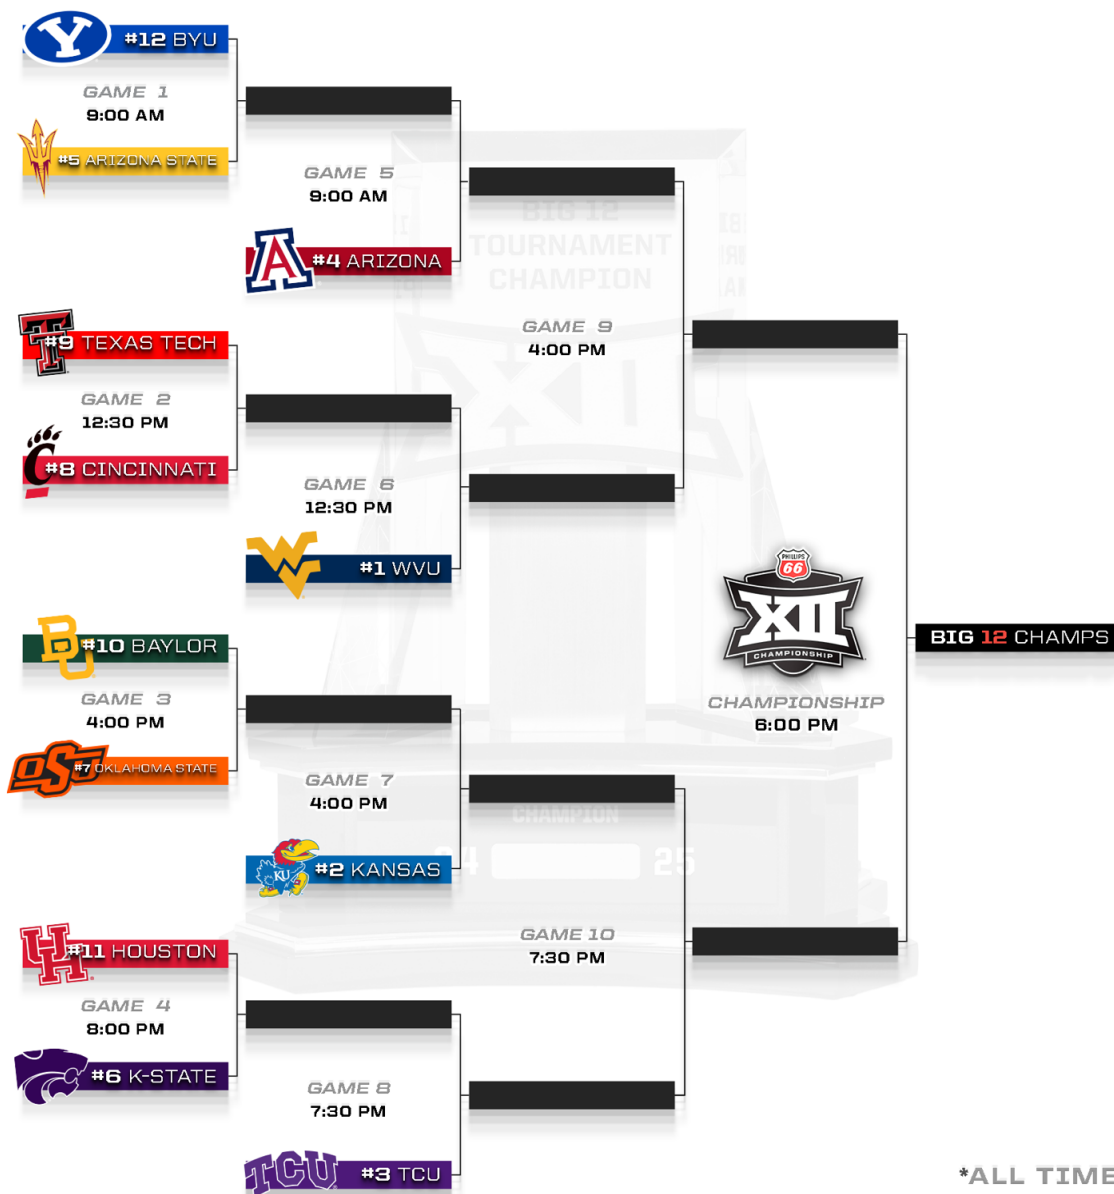 #12 BYU
GAME 1
9:00 AM
#5 ARIZONA STATE
GAME 5
9:00 AM
#4 ARIZONA
BIG 12
TOURNAMENT
CHAMPION
#9 TEXAS TECH
GAME 2
12:30 PM
#8 CINCINNATI
GAME 9
4:00 PM
GAME 6
12:30 PM
#1 WVU
XII
PHILLIPS
66
XII
CHAMPIONSHIP
CHAMPIONSHIP
6:00 PM
BIG 12 CHAMPS
#10 BAYLOR
GAME 3
4:00 PM
#7 OKLAHOMA STATE
GAME 7
4:00 PM
KU
#2 KANSAS
CHAMPION
25
#11 HOUSTON
GAME 4
8:00 PM
#6 K-STATE
GAME 10
7:30 PM
GAME 8
7:30 PM
TCU
#3 TCU
*ALL TIME